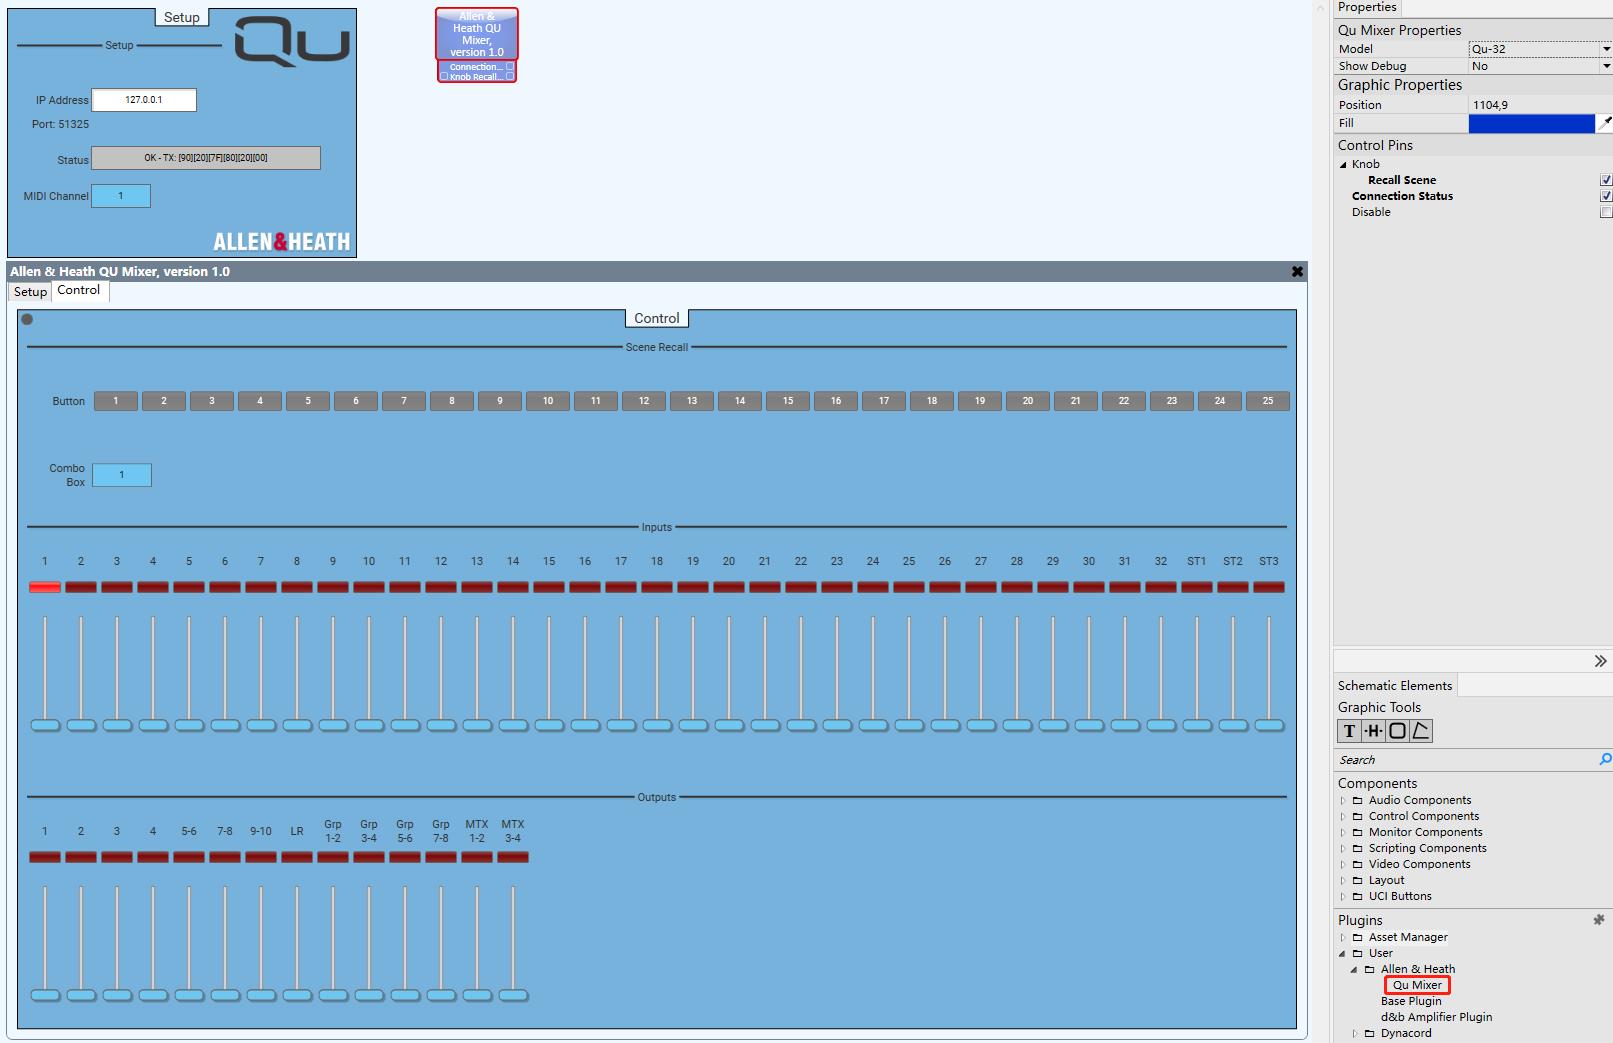 Setup
Setup
Qu
IP Address
127.0.0.1
Port: 51325
Status
OK - TX: [90][20][7F][80][20][00]
MIDI Channel
1
ALLEN&HEATH
Allen &
Heath QU
Mixer,
version 1.0
Connection...
Knob Recall...
Allen & Heath QU Mixer, version 1.0
Setup
Control
Control
Scene Recall
Button
1 2 3 4 5 6 7 8 9 10 11 12 13 14 15 16 17 18 19 20 21 22 23 24 25
Combo
Box
1
Inputs
1 2 3 4 5 6 7 8 9 10 11 12 13 14 15 16 17 18 19 20 21 22 23 24 25 26 27 28 29 30 31 32 ST1 ST2 ST3
Outputs
1 2 3 4 5-6 7-8 9-10 LR Grp 1-2 Grp 3-4 Grp 5-6 Grp 7-8 MTX 1-2 MTX 3-4
Properties
Qu Mixer Properties
Model Qu-32
Show Debug No
Graphic Properties
Position 1104,9
Fill
Control Pins
Knob
Recall Scene
Connection Status
Disable
Schematic Elements
Graphic Tools
T H
Search
Components
Audio Components
Control Components
Monitor Components
Scripting Components
Video Components
Layout
UCI Buttons
Plugins
Asset Manager
User
Allen & Heath
Qu Mixer
Base Plugin
d&b Amplifier Plugin
Dynacord